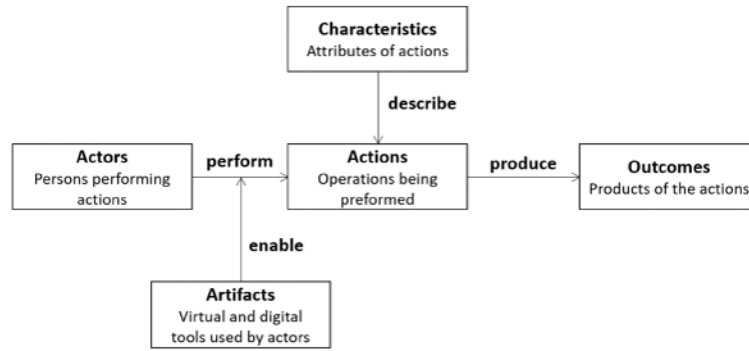 Characteristics
Attributes of actions
describe
Actors
Persons performing
actions
perform
Actions
Operations being
preformed
produce
Outcomes
Products of the actions
enable
Artifacts
Virtual and digital
tools used by actors